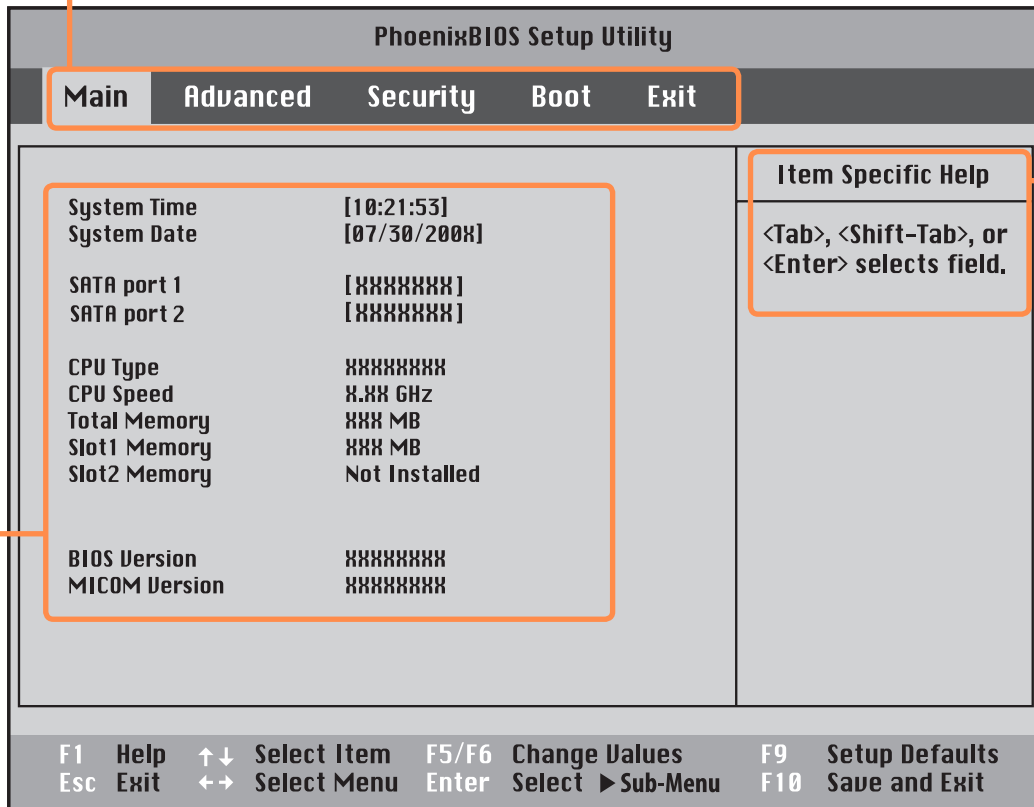 PhoenixBIOS Setup Utility
Main Advanced Security Boot Exit
Item Specific Help
<Tab>, <Shift-Tab>, or
<Enter> selects field.
System Time [10:21:53]
System Date [07/30/200X]
SATA port 1 [XXXXXXX]
SATA port 2 [XXXXXXX]
CPU Type XXXXXXXX
CPU Speed X.XX GHz
Total Memory XXX MB
Slot1 Memory XXX MB
Slot2 Memory Not Installed
BIOS Version XXXXXXXX
MICOM Version XXXXXXXX
F1 Help ↑↓ Select Item F5/F6 Change Values F9 Setup Defaults
Esc Exit ←→ Select Menu Enter Select ▶ Sub-Menu F10 Save and Exit